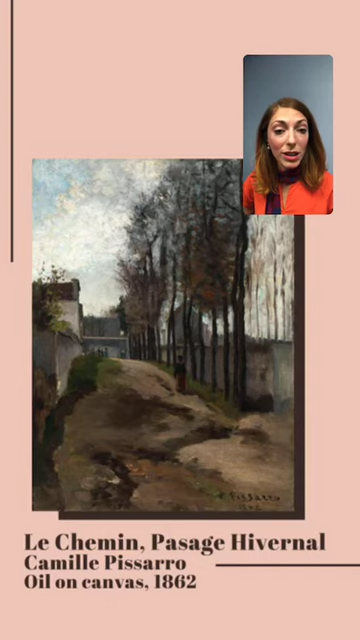 Le Chemin, Pasage Hivernal
Camille Pissarro
Oil on canvas, 1862